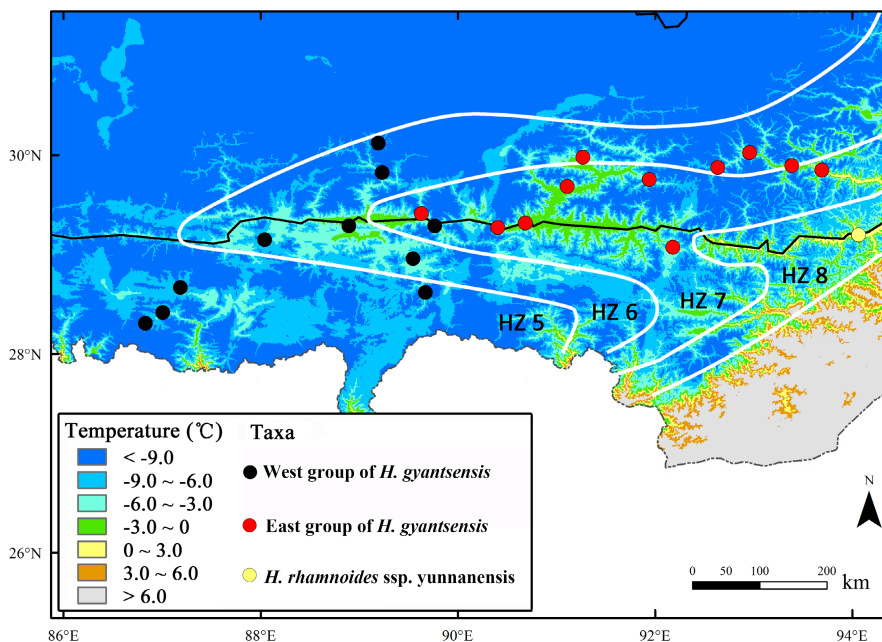 30°N
28°N
26°N
HZ 5
HZ 6
HZ 7
HZ 8
Temperature (℃)
< -9.0
-9.0 ~ -6.0
-6.0 ~ -3.0
-3.0 ~ 0
0 ~ 3.0
3.0 ~ 6.0
> 6.0
Taxa
West group of H. gyantsensis
East group of H. gyantsensis
H. rhamnoides ssp. yunnanensis
N
0 50 100 200
km
86°E 88°E 90°E 92°E 94°E